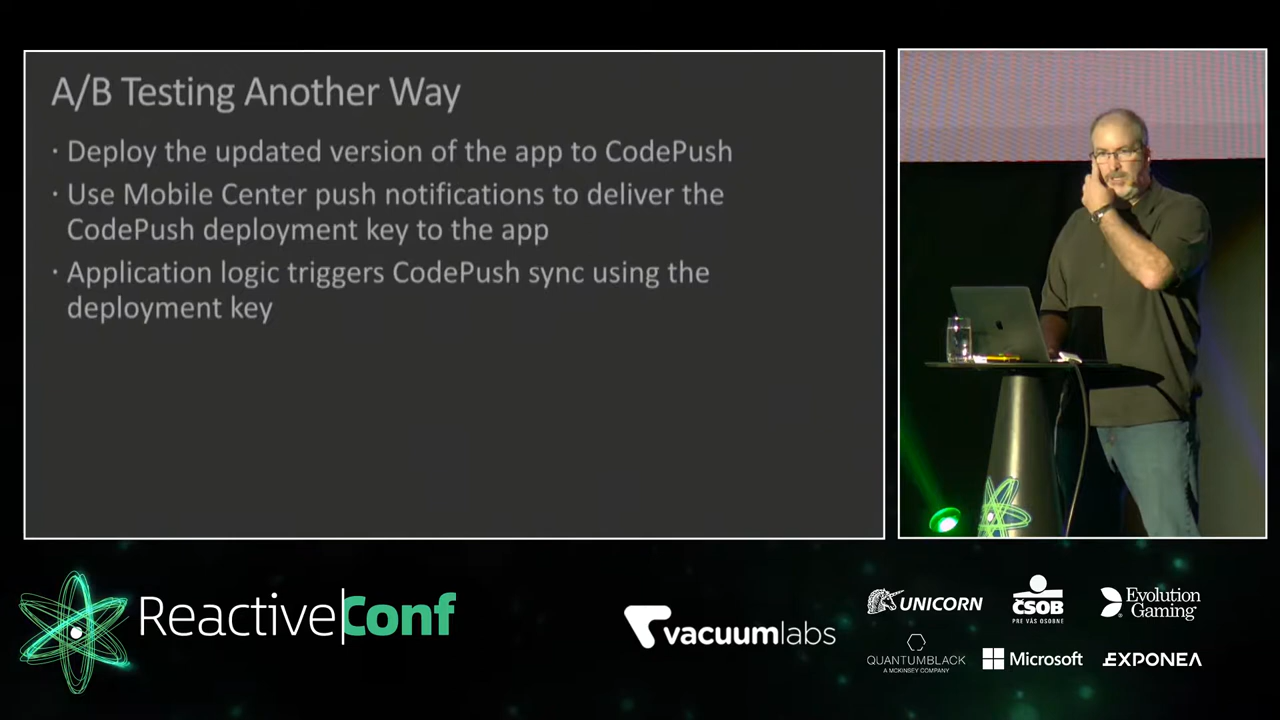 A/B Testing Another Way
· Deploy the updated version of the app to CodePush
· Use Mobile Center push notifications to deliver the
CodePush deployment key to the app
· Application logic triggers CodePush sync using the
deployment key
Reactive|Conf
vacuumlabs
UNICORN
ČSOB
PRE VÁS OSOBNE
Evolution
Gaming
QUANTUMBLACK
A MCKINSEY COMPANY
Microsoft
EXPONEA